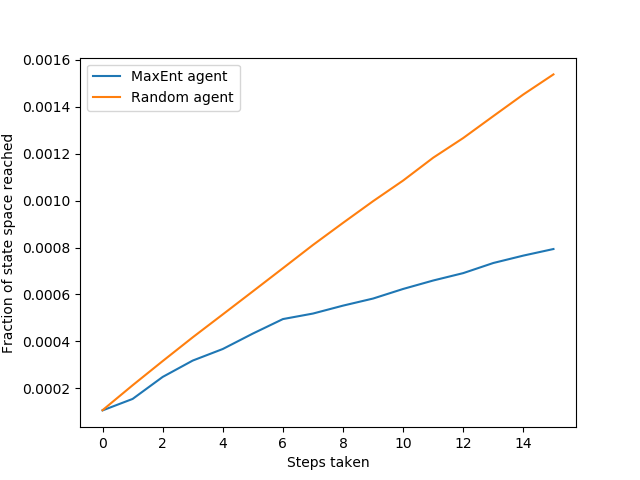 MaxEnt agent
Random agent
Fraction of state space reached
0.0016
0.0014
0.0012
0.0010
0.0008
0.0006
0.0004
0.0002
0 2 4 6 8 10 12 14
Steps taken